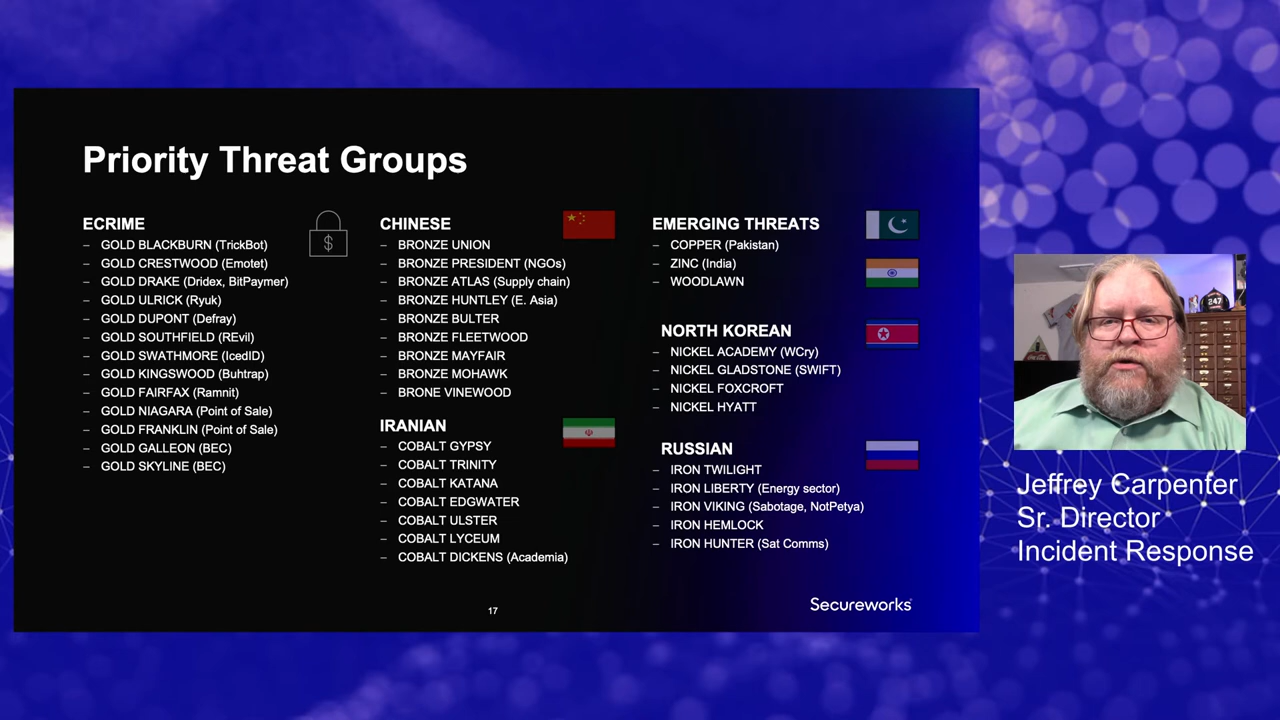 Priority Threat Groups
ECRIME
$
– GOLD BLACKBURN (TrickBot)
– GOLD CRESTWOOD (Emotet)
– GOLD DRAKE (Dridex, BitPaymer)
– GOLD ULRICK (Ryuk)
– GOLD DUPONT (Defray)
– GOLD SOUTHFIELD (REvil)
– GOLD SWATHMORE (IcedID)
– GOLD KINGSWOOD (Buhtrap)
– GOLD FAIRFAX (Ramnit)
– GOLD NIAGARA (Point of Sale)
– GOLD FRANKLIN (Point of Sale)
– GOLD GALLEON (BEC)
– GOLD SKYLINE (BEC)
CHINESE
– BRONZE UNION
– BRONZE PRESIDENT (NGOs)
– BRONZE ATLAS (Supply chain)
– BRONZE HUNTLEY (E. Asia)
– BRONZE BULTER
– BRONZE FLEETWOOD
– BRONZE MAYFAIR
– BRONZE MOHAWK
– BRONE VINEWOOD
IRANIAN
– COBALT GYPSY
– COBALT TRINITY
– COBALT KATANA
– COBALT EDGWATER
– COBALT ULSTER
– COBALT LYCEUM
– COBALT DICKENS (Academia)
EMERGING THREATS
– COPPER (Pakistan)
– ZINC (India)
– WOODLAWN
NORTH KOREAN
– NICKEL ACADEMY (WCry)
– NICKEL GLADSTONE (SWIFT)
– NICKEL FOXCROFT
– NICKEL HYATT
RUSSIAN
– IRON TWILIGHT
– IRON LIBERTY (Energy sector)
– IRON VIKING (Sabotage, NotPetya)
– IRON HEMLOCK
– IRON HUNTER (Sat Comms)
17
Secureworks
247
Jeffrey Carpenter
Sr. Director
Incident Response